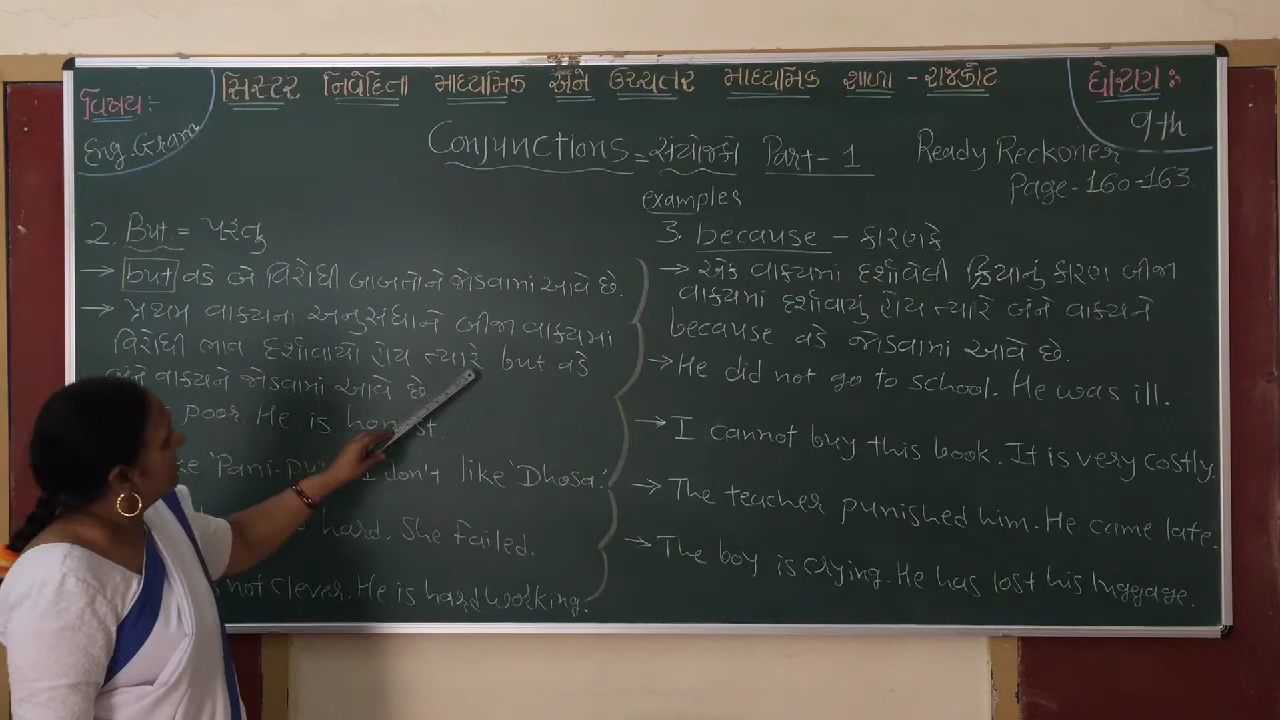 વિષય :-
Eng. Gram
સિસ્ટર નિવેદિતા માધ્યમિક અને ઉચ્ચતર માધ્યમિક શાળા - રાજકોટ
ધોરણ :
9th
Conjunctions = સંયોજકો Part - 1
Ready Reckoner
Page - 160 - 163
examples
2. But = પરંતુ
→ but વડે બે વિરોધી બાબતોને જોડવામાં આવે છે.
→ પ્રથમ વાક્યના અનુસંધાને બીજા વાક્યમાં
વિરોધી ભાવ દર્શાવાયો હોય ત્યારે but વડે
બંને વાક્યને જોડવામાં આવે છે
poor. He is honest.
'Pani-puri' I don't like 'Dhosa'.
hard. She failed.
not clever. He is hardworking.
3. because - કારણકે
→ એક વાક્યમાં દર્શાવેલી ક્રિયાનું કારણ બીજા
વાક્યમાં દર્શાવાયું હોય ત્યારે બંને વાક્યને
because વડે જોડવામાં આવે છે.
→ He did not go to school. He was ill.
→ I cannot buy this book. It is very costly.
→ The teacher punished him. He came late.
→ The boy is crying. He has lost his luggage.